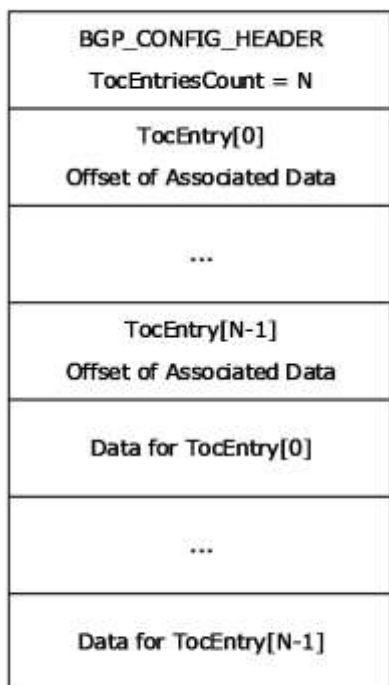 BGP_CONFIG_HEADER
TocEntriesCount = N
TocEntry[0]
Offset of Associated Data
...
TocEntry[N-1]
Offset of Associated Data
Data for TocEntry[0]
...
Data for TocEntry[N-1]